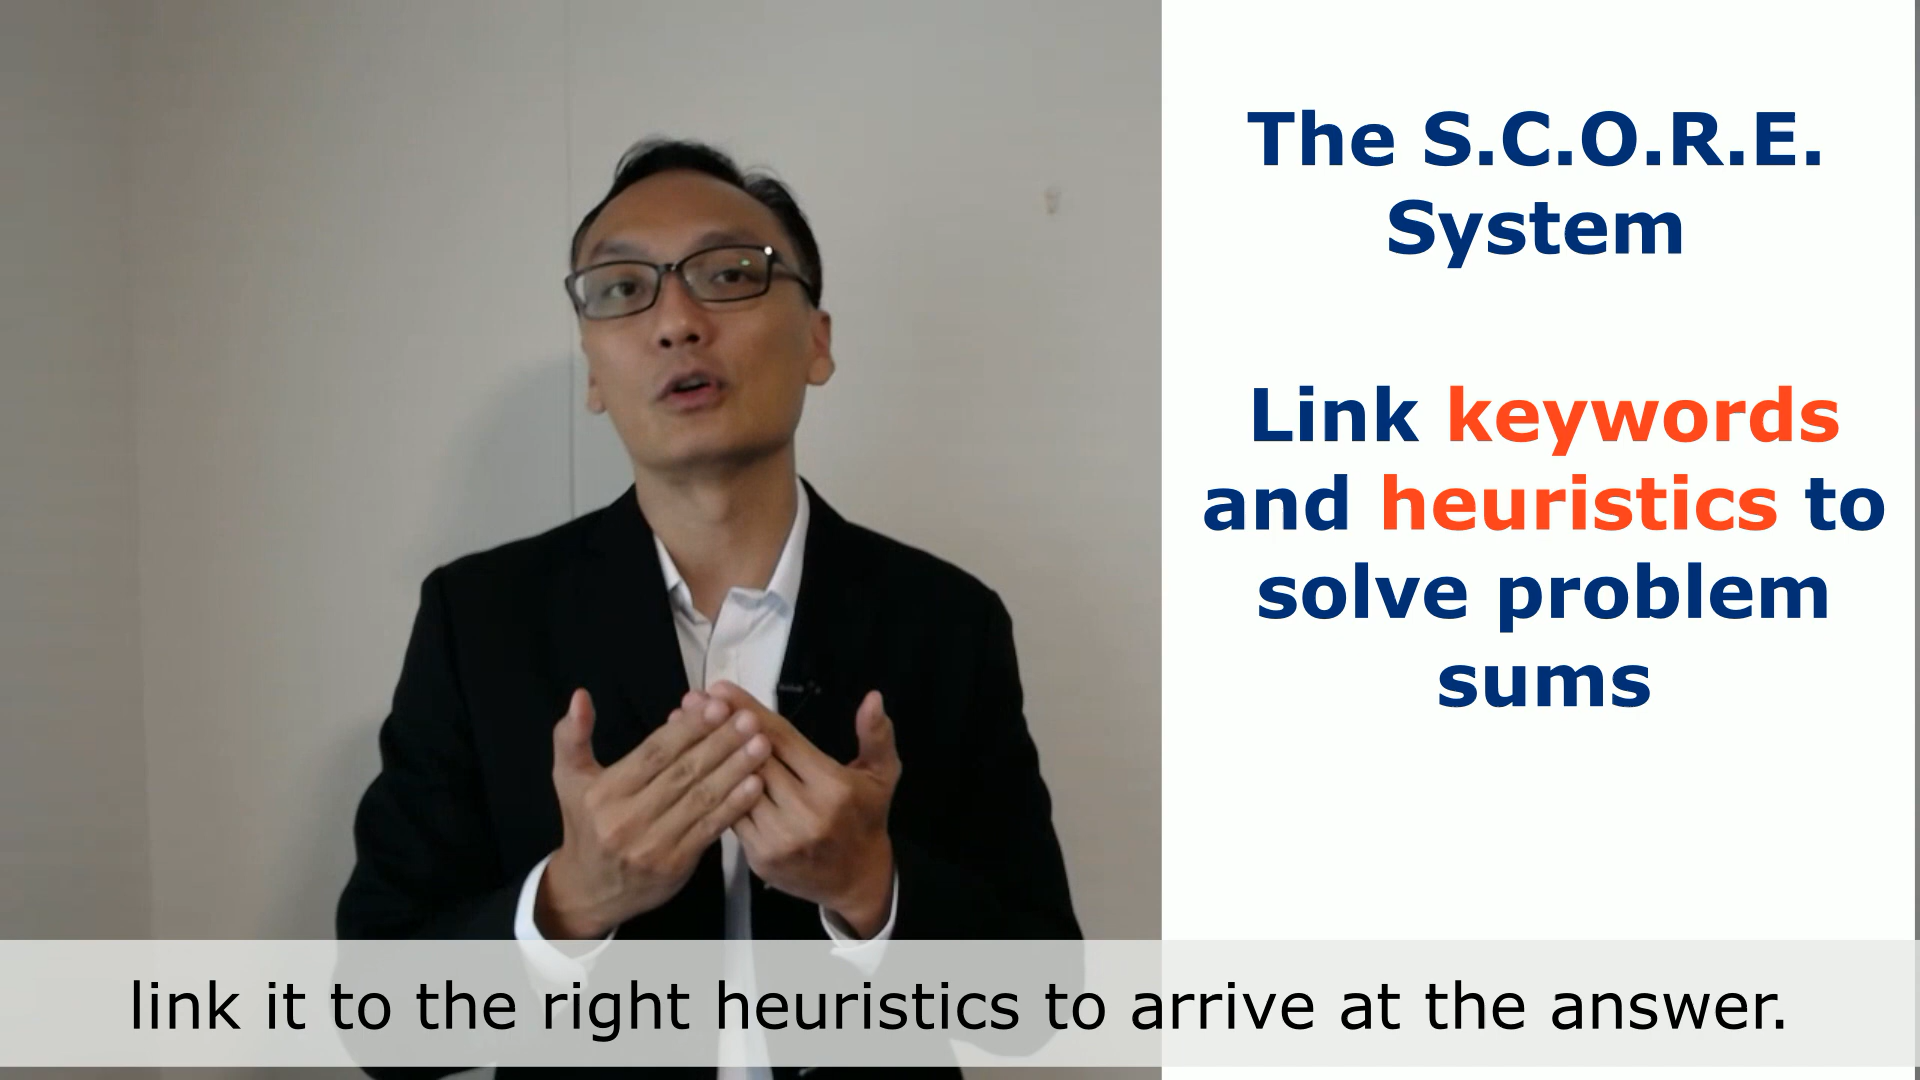 The S.C.O.R.E.
System
Link keywords
and heuristics to
solve problem
sums
link it to the right heuristics to arrive at the answer.